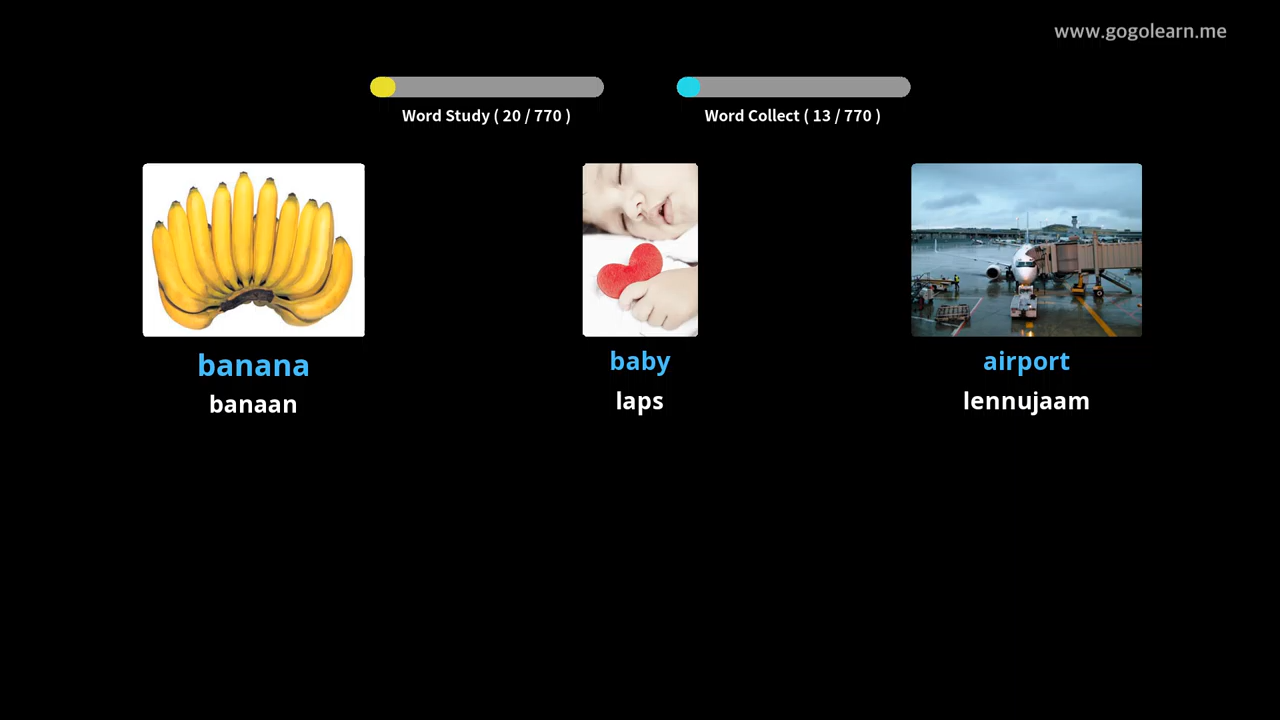 www.gogolearn.me
Word Study ( 20 / 770 )
Word Collect ( 13 / 770 )
banana
banaan
baby
laps
airport
lennujaam